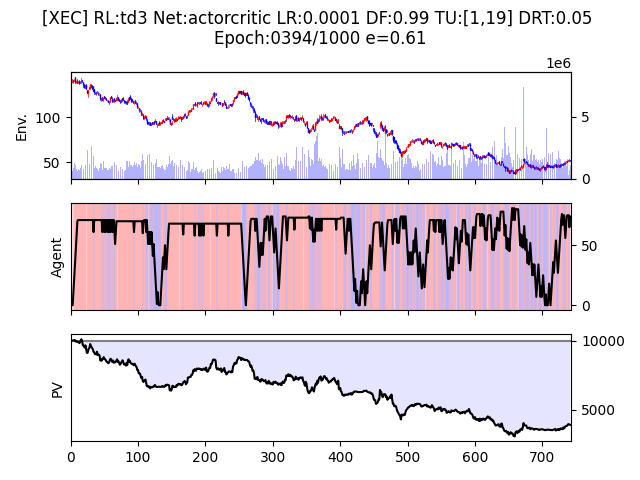 [XEC] RL:td3 Net:actorcritic LR:0.0001 DF:0.99 TU:[1,19] DRT:0.05
Epoch:0394/1000 e=0.61
1e6
Env.
100
50
5
0
Agent
50
0
PV
10000
5000
0 100 200 300 400 500 600 700